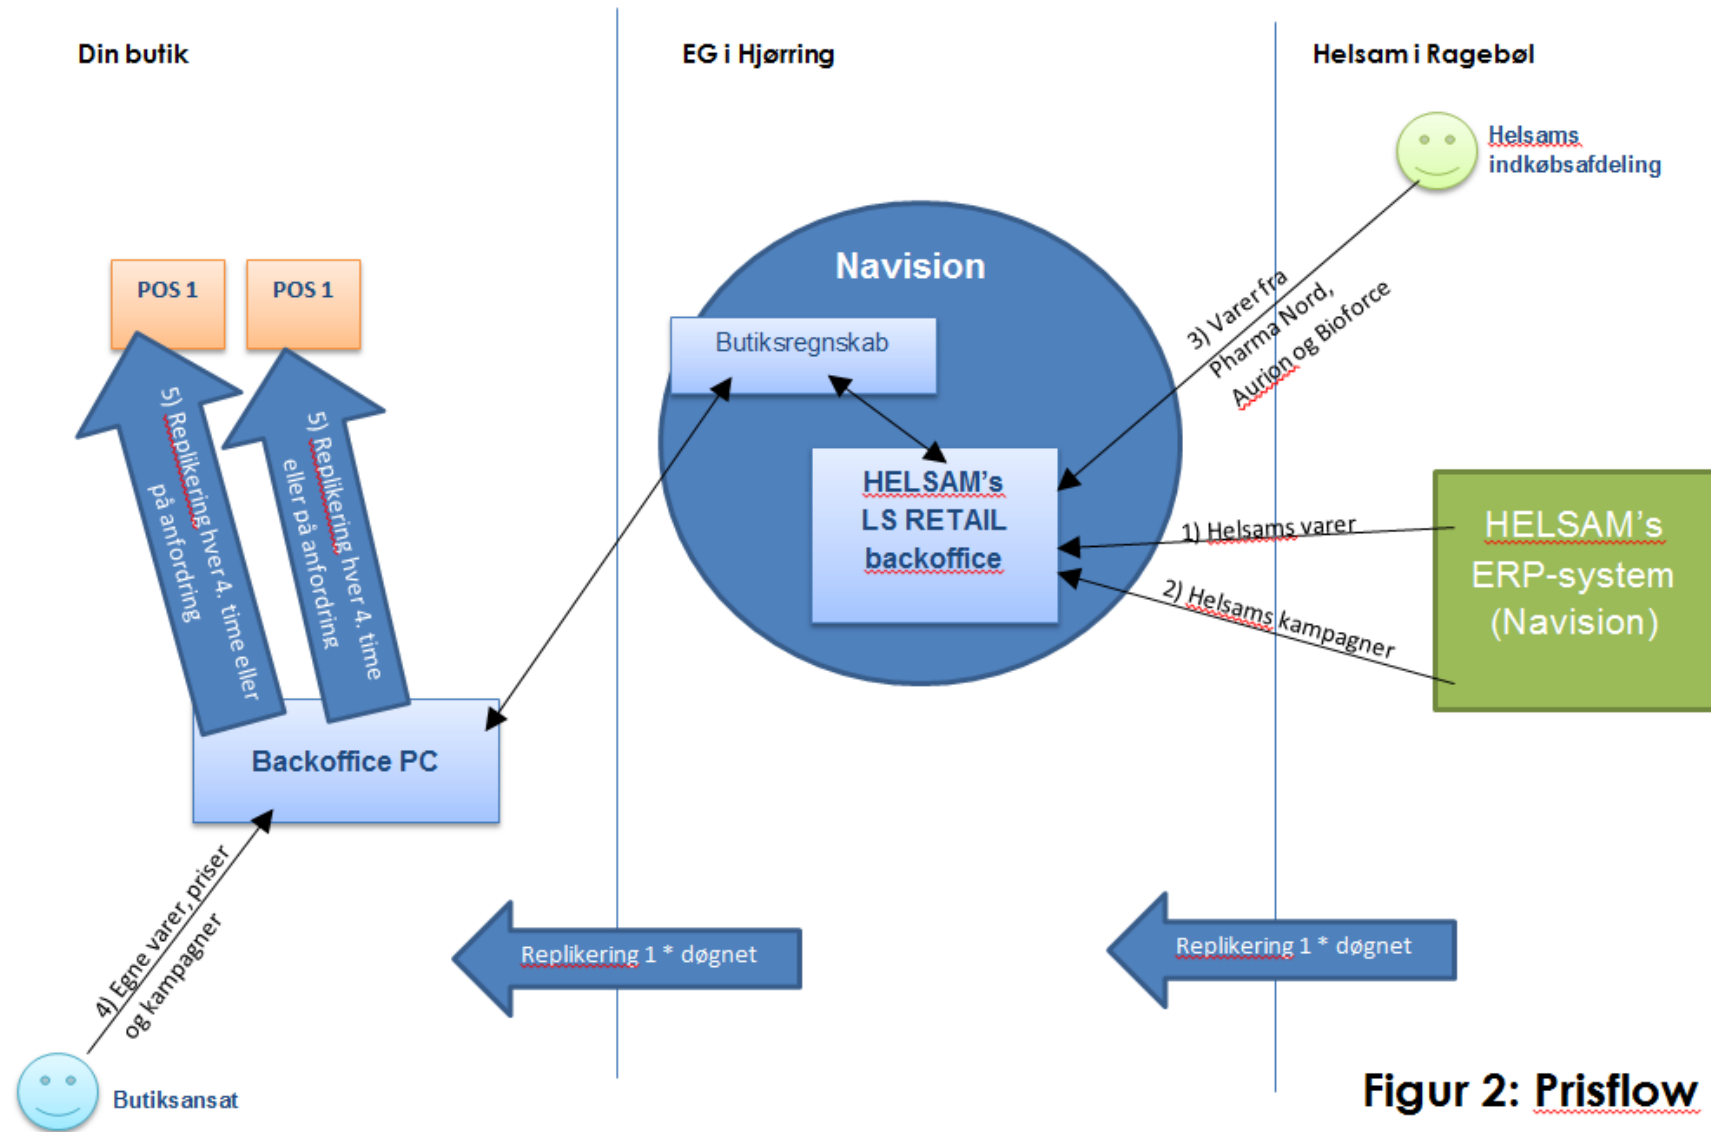 Din butik
EG i Hjørring
Helsam i Ragebøl
Helsams
indkøbsafdeling
POS 1
POS 1
Navision
Butiksregnskab
3) Varer fra
Pharma Nord,
Aurion og Bioforce
5) Replikering hver 4. time eller
på anfordring
5) Replikering hver 4. time
eller på anfordring
HELSAM's
LS RETAIL
backoffice
1) Helsams varer
2) Helsams kampagner
HELSAM's
ERP-system
(Navision)
Backoffice PC
4) Egne varer, priser
og kampagner
Replikering 1 * døgnet
Replikering 1 * døgnet
Butiksansat
Figur 2: Prisflow